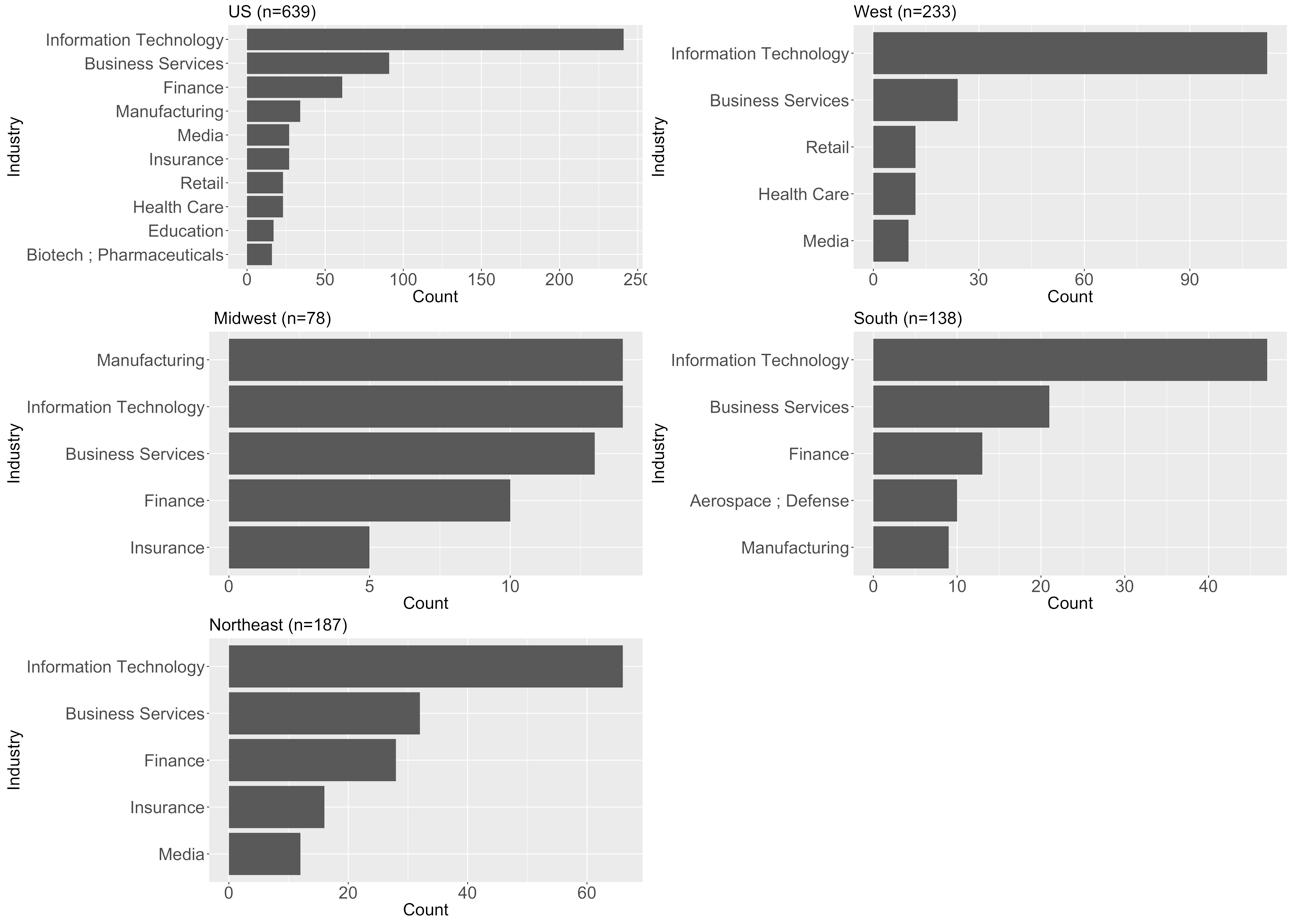 US (n=639)
Industry
Information Technology
Business Services
Finance
Manufacturing
Media
Insurance
Retail
Health Care
Education
Biotech ; Pharmaceuticals
0 50 100 150 200 250
Count
West (n=233)
Industry
Information Technology
Business Services
Retail
Health Care
Media
0 30 60 90
Count
Midwest (n=78)
Industry
Manufacturing
Information Technology
Business Services
Finance
Insurance
0 5 10
Count
South (n=138)
Industry
Information Technology
Business Services
Finance
Aerospace ; Defense
Manufacturing
0 10 20 30 40
Count
Northeast (n=187)
Industry
Information Technology
Business Services
Finance
Insurance
Media
0 20 40 60
Count